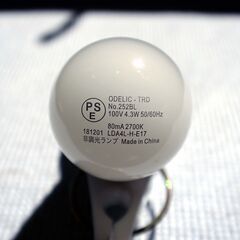 ODELIC - TRD
No.252BL
100V 4.3W 50/60Hz
PS
E
80mA 2700K
181201 LDA4L-H-E17
非調光ランプ Made in China